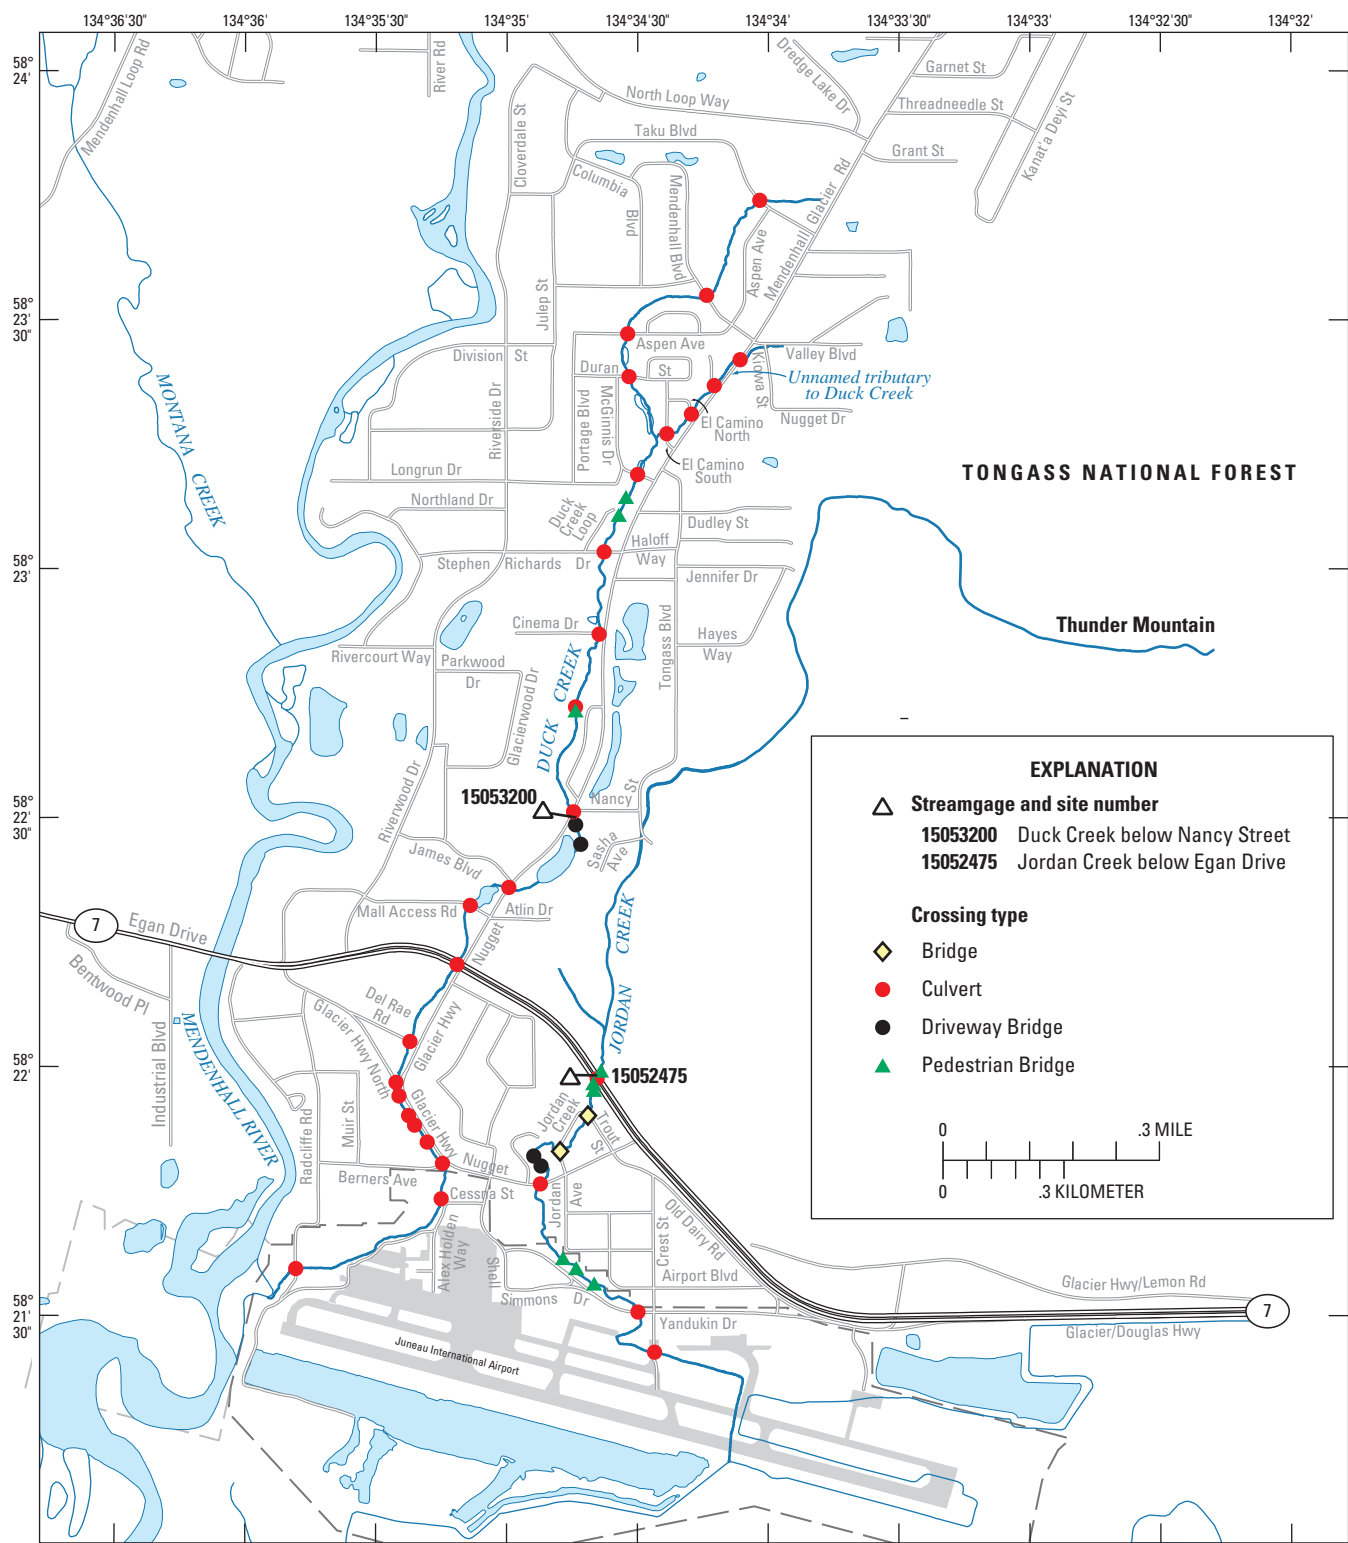 134°36'30"
134°36'
134°35'30"
134°35'
134°34'30"
134°34'
134°33'30"
134°33'
134°32'30"
134°32'
58°
24'
58°
23'
30"
58°
23'
58°
22'
30"
58°
22'
58°
21'
30"
Mendenhall Loop Rd
River Rd
Cloverdale St
North Loop Way
Dredge Lake Dr
Garnet St
Threadneedle St
Kanat'a Deyi St
Grant St
Taku Blvd
Columbia
Blvd
Mendenhall Blvd
Aspen Ave
Mendenhall
Glacier
Rd
Julep St
Division
St
Aspen Ave
Duran
St
Kiowa St
Valley Blvd
Unnamed tributary
to Duck Creek
Nugget Dr
El Camino
North
El Camino
South
Riverside Dr
Portage Blvd
McGinnis Dr
Longrun Dr
Northland Dr
Duck
Creek
Loop
Dudley St
Haloff
Way
Stephen
Richards
Dr
Jennifer Dr
MONTANA
CREEK
TONGASS NATIONAL FOREST
Thunder Mountain
Cinema Dr
Hayes
Way
Tongass Blvd
Rivercourt Way
Parkwood
Dr
Glacierwood Dr
DUCK
CREEK
Riverwood Dr
15053200
Nancy
St
Sasha
Ave
James Blvd
Mall Access Rd
Atlin Dr
Nugget
JORDAN
CREEK
7
Egan Drive
Bentwood Pl
Industrial Blvd
MENDENHALL RIVER
Del Rae
Rd
Glacier Hwy
Glacier Hwy North
Glacier Hwy
15052475
Jordan
Creek
Trout
St
Radcliffe Rd
Muir St
Berners Ave
Nugget
Cessna St
Jordan
Ave
Alex Holden
Way
Shell
Simmons
Dr
Crest St
Old Dairy Rd
Airport Blvd
Yandukin Dr
Juneau International Airport
Glacier Hwy/Lemon Rd
7
Glacier/Douglas Hwy
EXPLANATION
Streamgage and site number
15053200 Duck Creek below Nancy Street
15052475 Jordan Creek below Egan Drive
Crossing type
Bridge
Culvert
Driveway Bridge
Pedestrian Bridge
0 .3 MILE
0 .3 KILOMETER